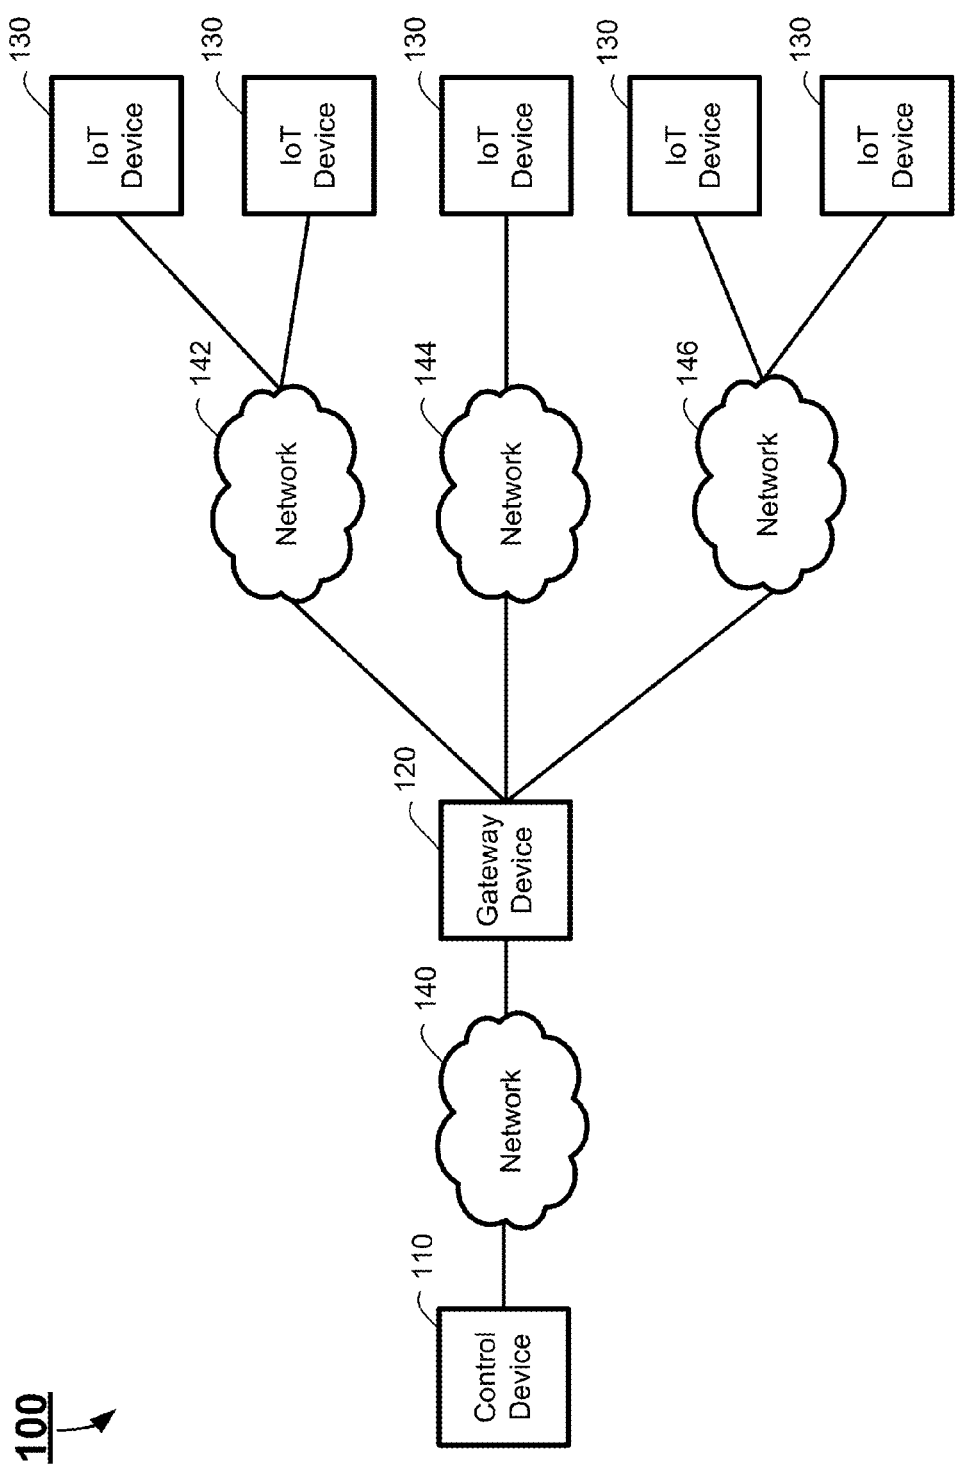 100
110
Control
Device
140
Network
120
Gateway
Device
142
Network
144
Network
146
Network
130
IoT
Device
130
IoT
Device
130
IoT
Device
130
IoT
Device
130
IoT
Device